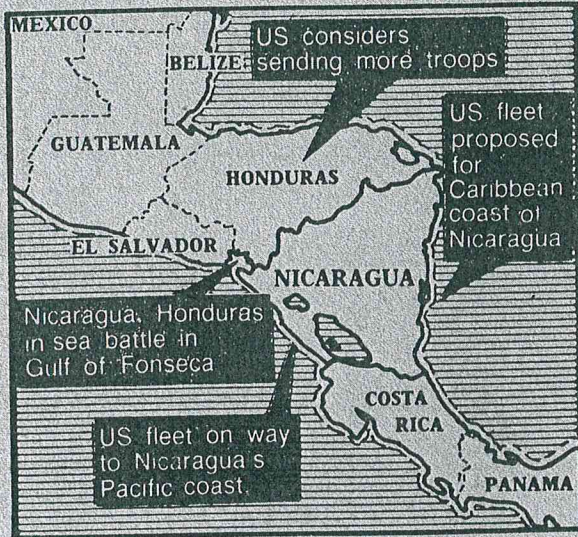 MEXICO
BELIZE
US considers
sending more troops
GUATEMALA
HONDURAS
US fleet
proposed
for
Caribbean
coast of
Nicaragua
EL SALVADOR
NICARAGUA
Nicaragua, Honduras
in sea battle in
Gulf of Fonseca
COSTA
RICA
US fleet on way
to Nicaragua's
Pacific coast.
PANAMA